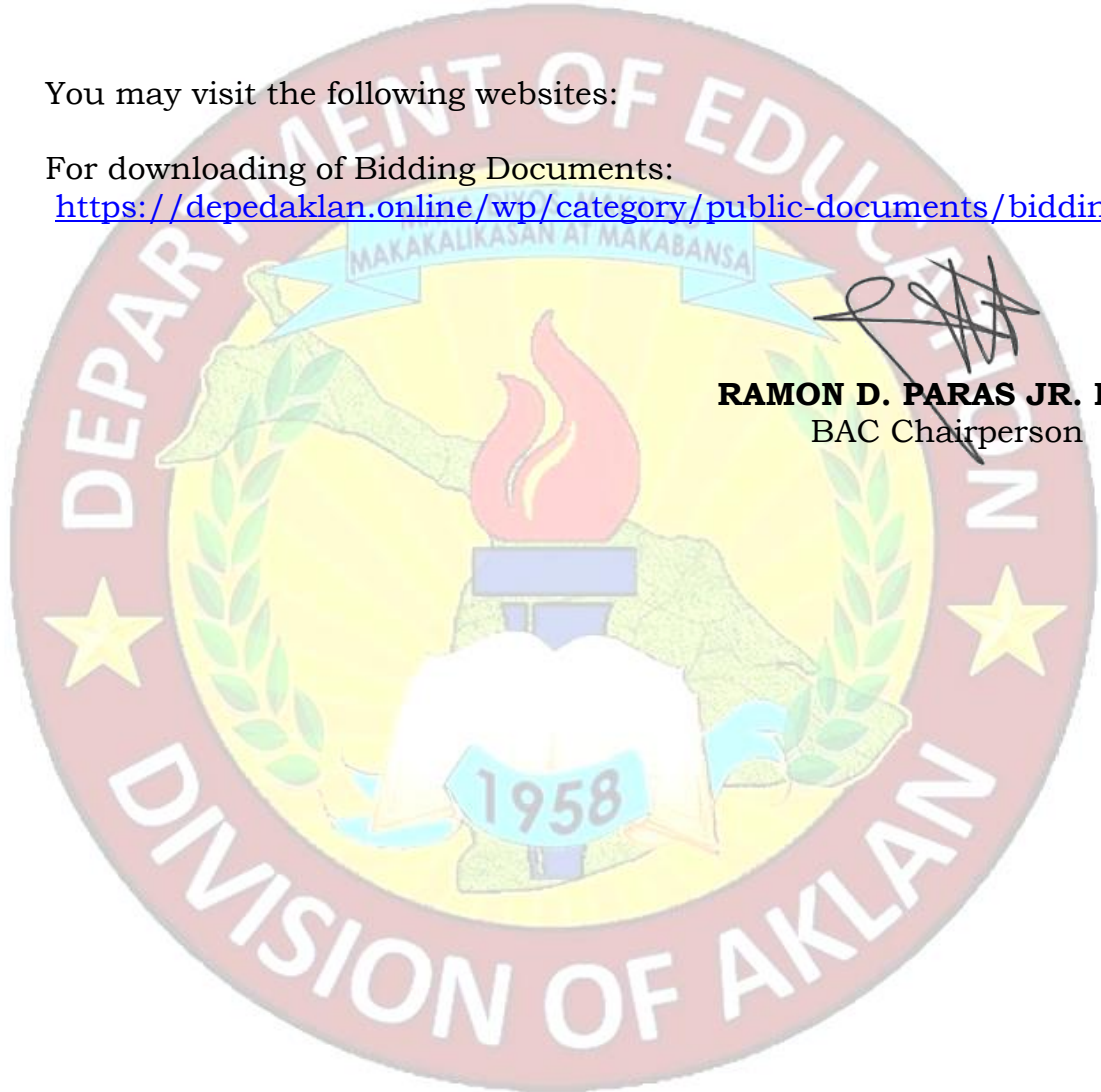 You may visit the following websites:
For downloading of Bidding Documents:
https://depedaklan.online/wp/category/public-documents/biddin
RAMON D. PARAS JR.
BAC Chairperson
DEPARTMENT OF EDUCATION
MAKAKALIKASAN AT MAKABANSA
1958
DIVISION OF AKLAN